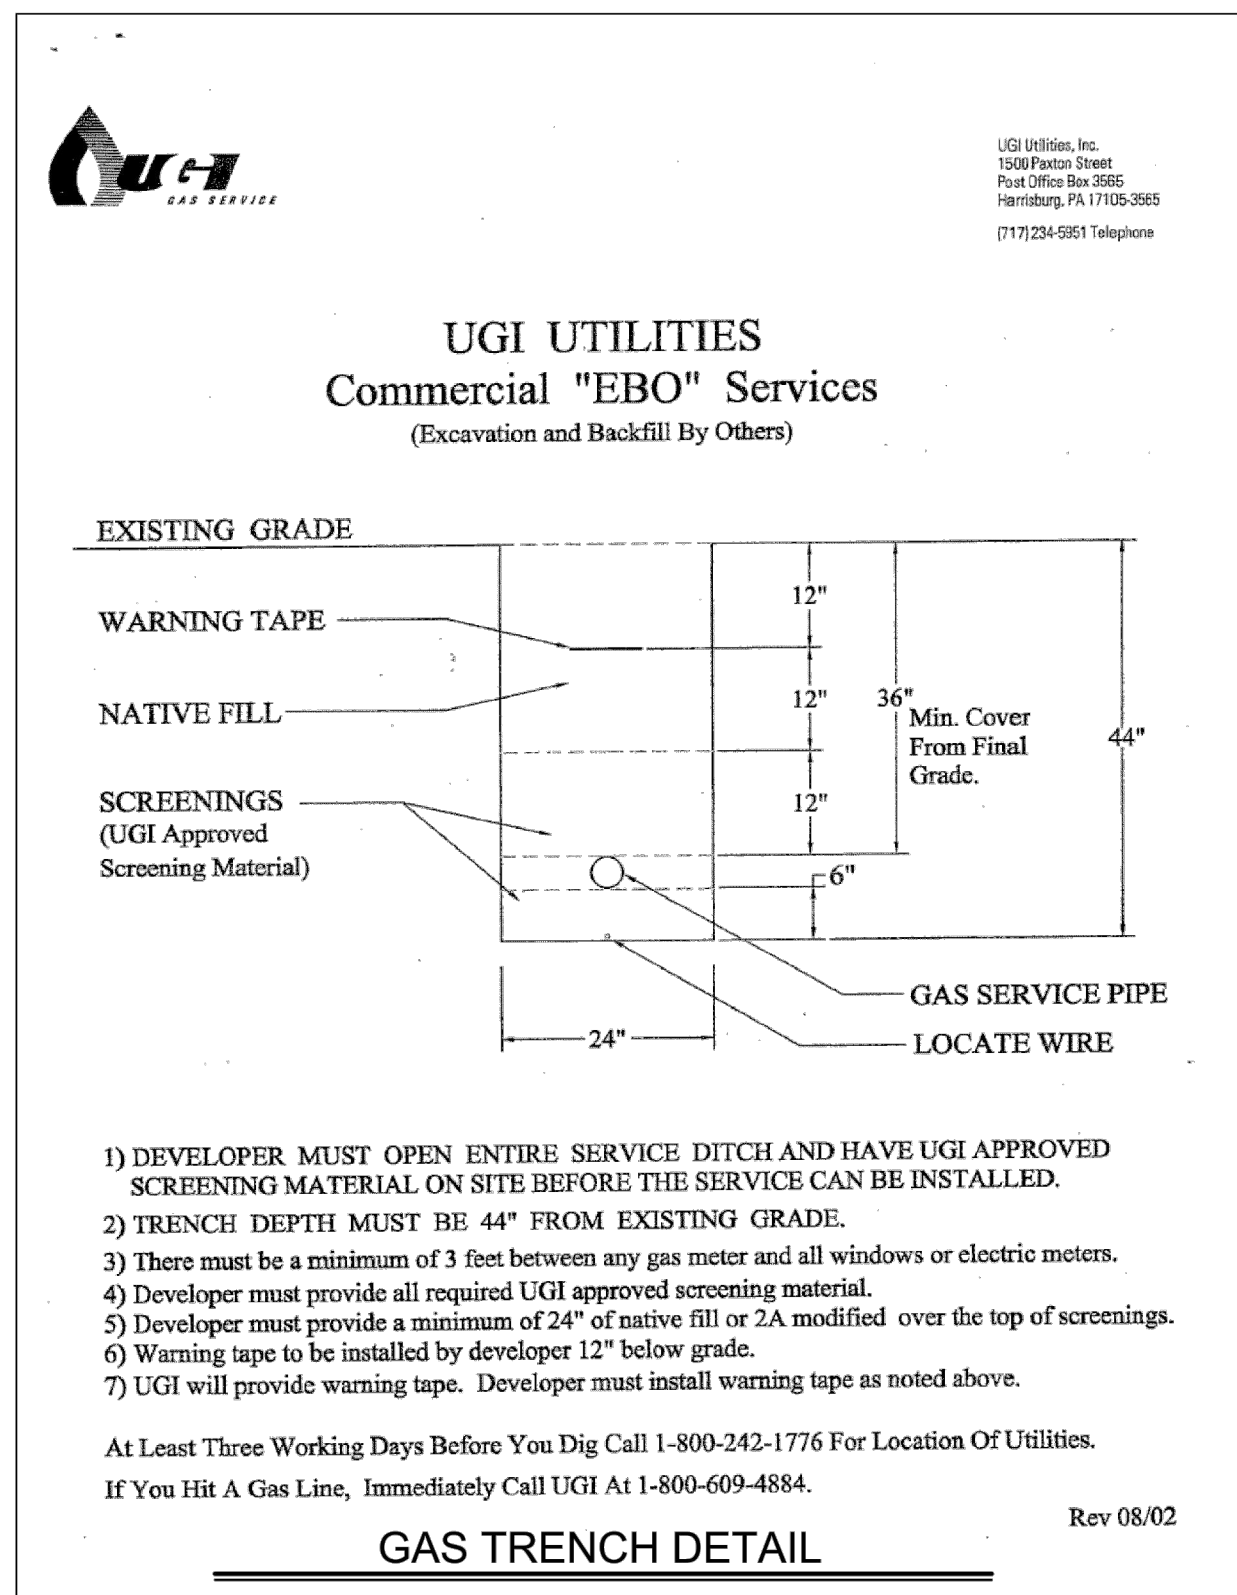 UGI
GAS SERVICE
UGI Utilities, Inc.
1500 Paxton Street
Post Office Box 3565
Harrisburg, PA 17105-3565
(717) 234-5951 Telephone
UGI UTILITIES
Commercial "EBO" Services
(Excavation and Backfill By Others)
EXISTING GRADE
12"
WARNING TAPE
12"
36"
NATIVE FILL
Min. Cover
From Final
Grade.
44"
SCREENINGS
12"
(UGI Approved
Screening Material)
6"
GAS SERVICE PIPE
24"
LOCATE WIRE
1) DEVELOPER MUST OPEN ENTIRE SERVICE DITCH AND HAVE UGI APPROVED
SCREENING MATERIAL ON SITE BEFORE THE SERVICE CAN BE INSTALLED.
2) TRENCH DEPTH MUST BE 44" FROM EXISTING GRADE.
3) There must be a minimum of 3 feet between any gas meter and all windows or electric meters.
4) Developer must provide all required UGI approved screening material.
5) Developer must provide a minimum of 24" of native fill or 2A modified over the top of screenings.
6) Warning tape to be installed by developer 12" below grade.
7) UGI will provide warning tape. Developer must install warning tape as noted above.
At Least Three Working Days Before You Dig Call 1-800-242-1776 For Location Of Utilities.
If You Hit A Gas Line, Immediately Call UGI At 1-800-609-4884.
Rev 08/02
GAS TRENCH DETAIL